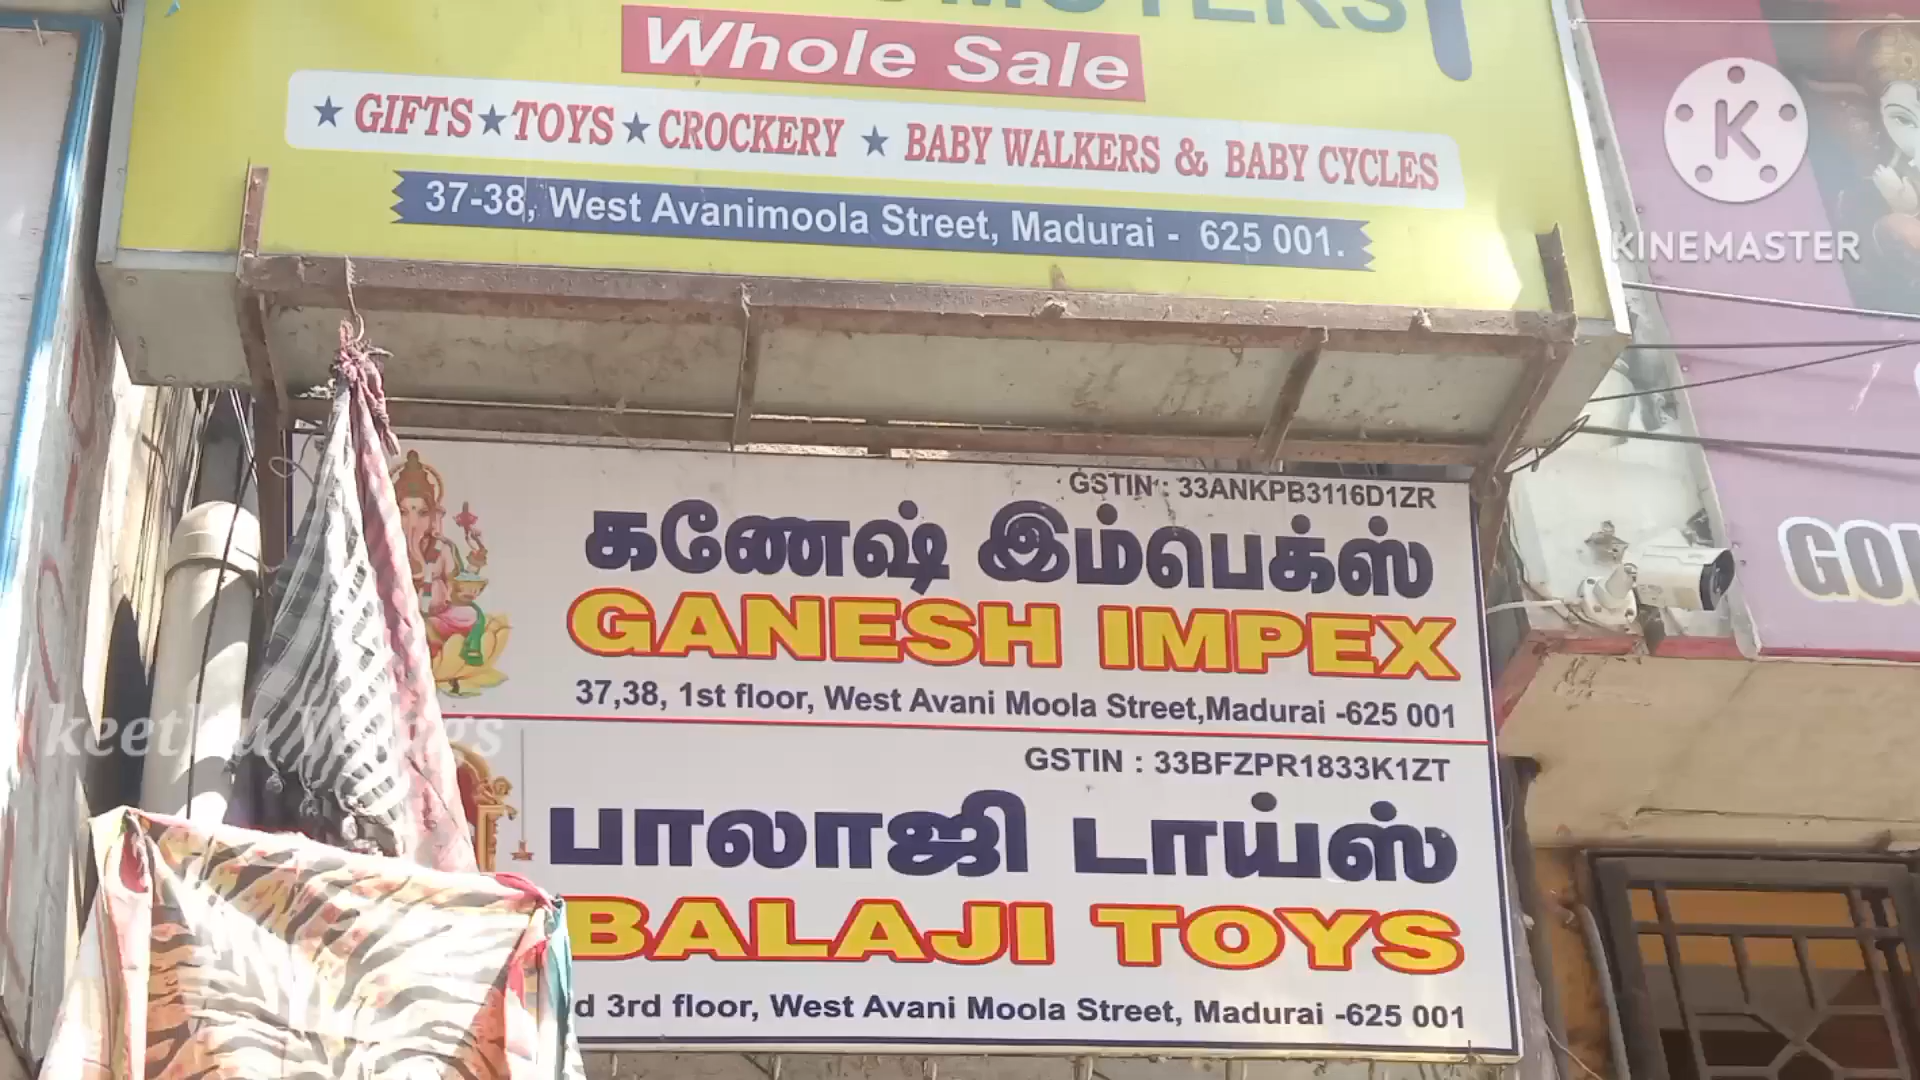 Whole Sale
★ GIFTS ★ TOYS ★ CROCKERY ★ BABY WALKERS & BABY CYCLES
37-38, West Avanimoola Street, Madurai - 625 001.
K
KINEMASTER
GSTIN : 33ANKPB3116D1ZR
கணேஷ் இம்பெக்ஸ்
GANESH IMPEX
37,38, 1st floor, West Avani Moola Street,Madurai -625 001
GSTIN : 33BFZPR1833K1ZT
பாலாஜி டாய்ஸ்
BALAJI TOYS
3rd floor, West Avani Moola Street, Madurai -625 001
keethu